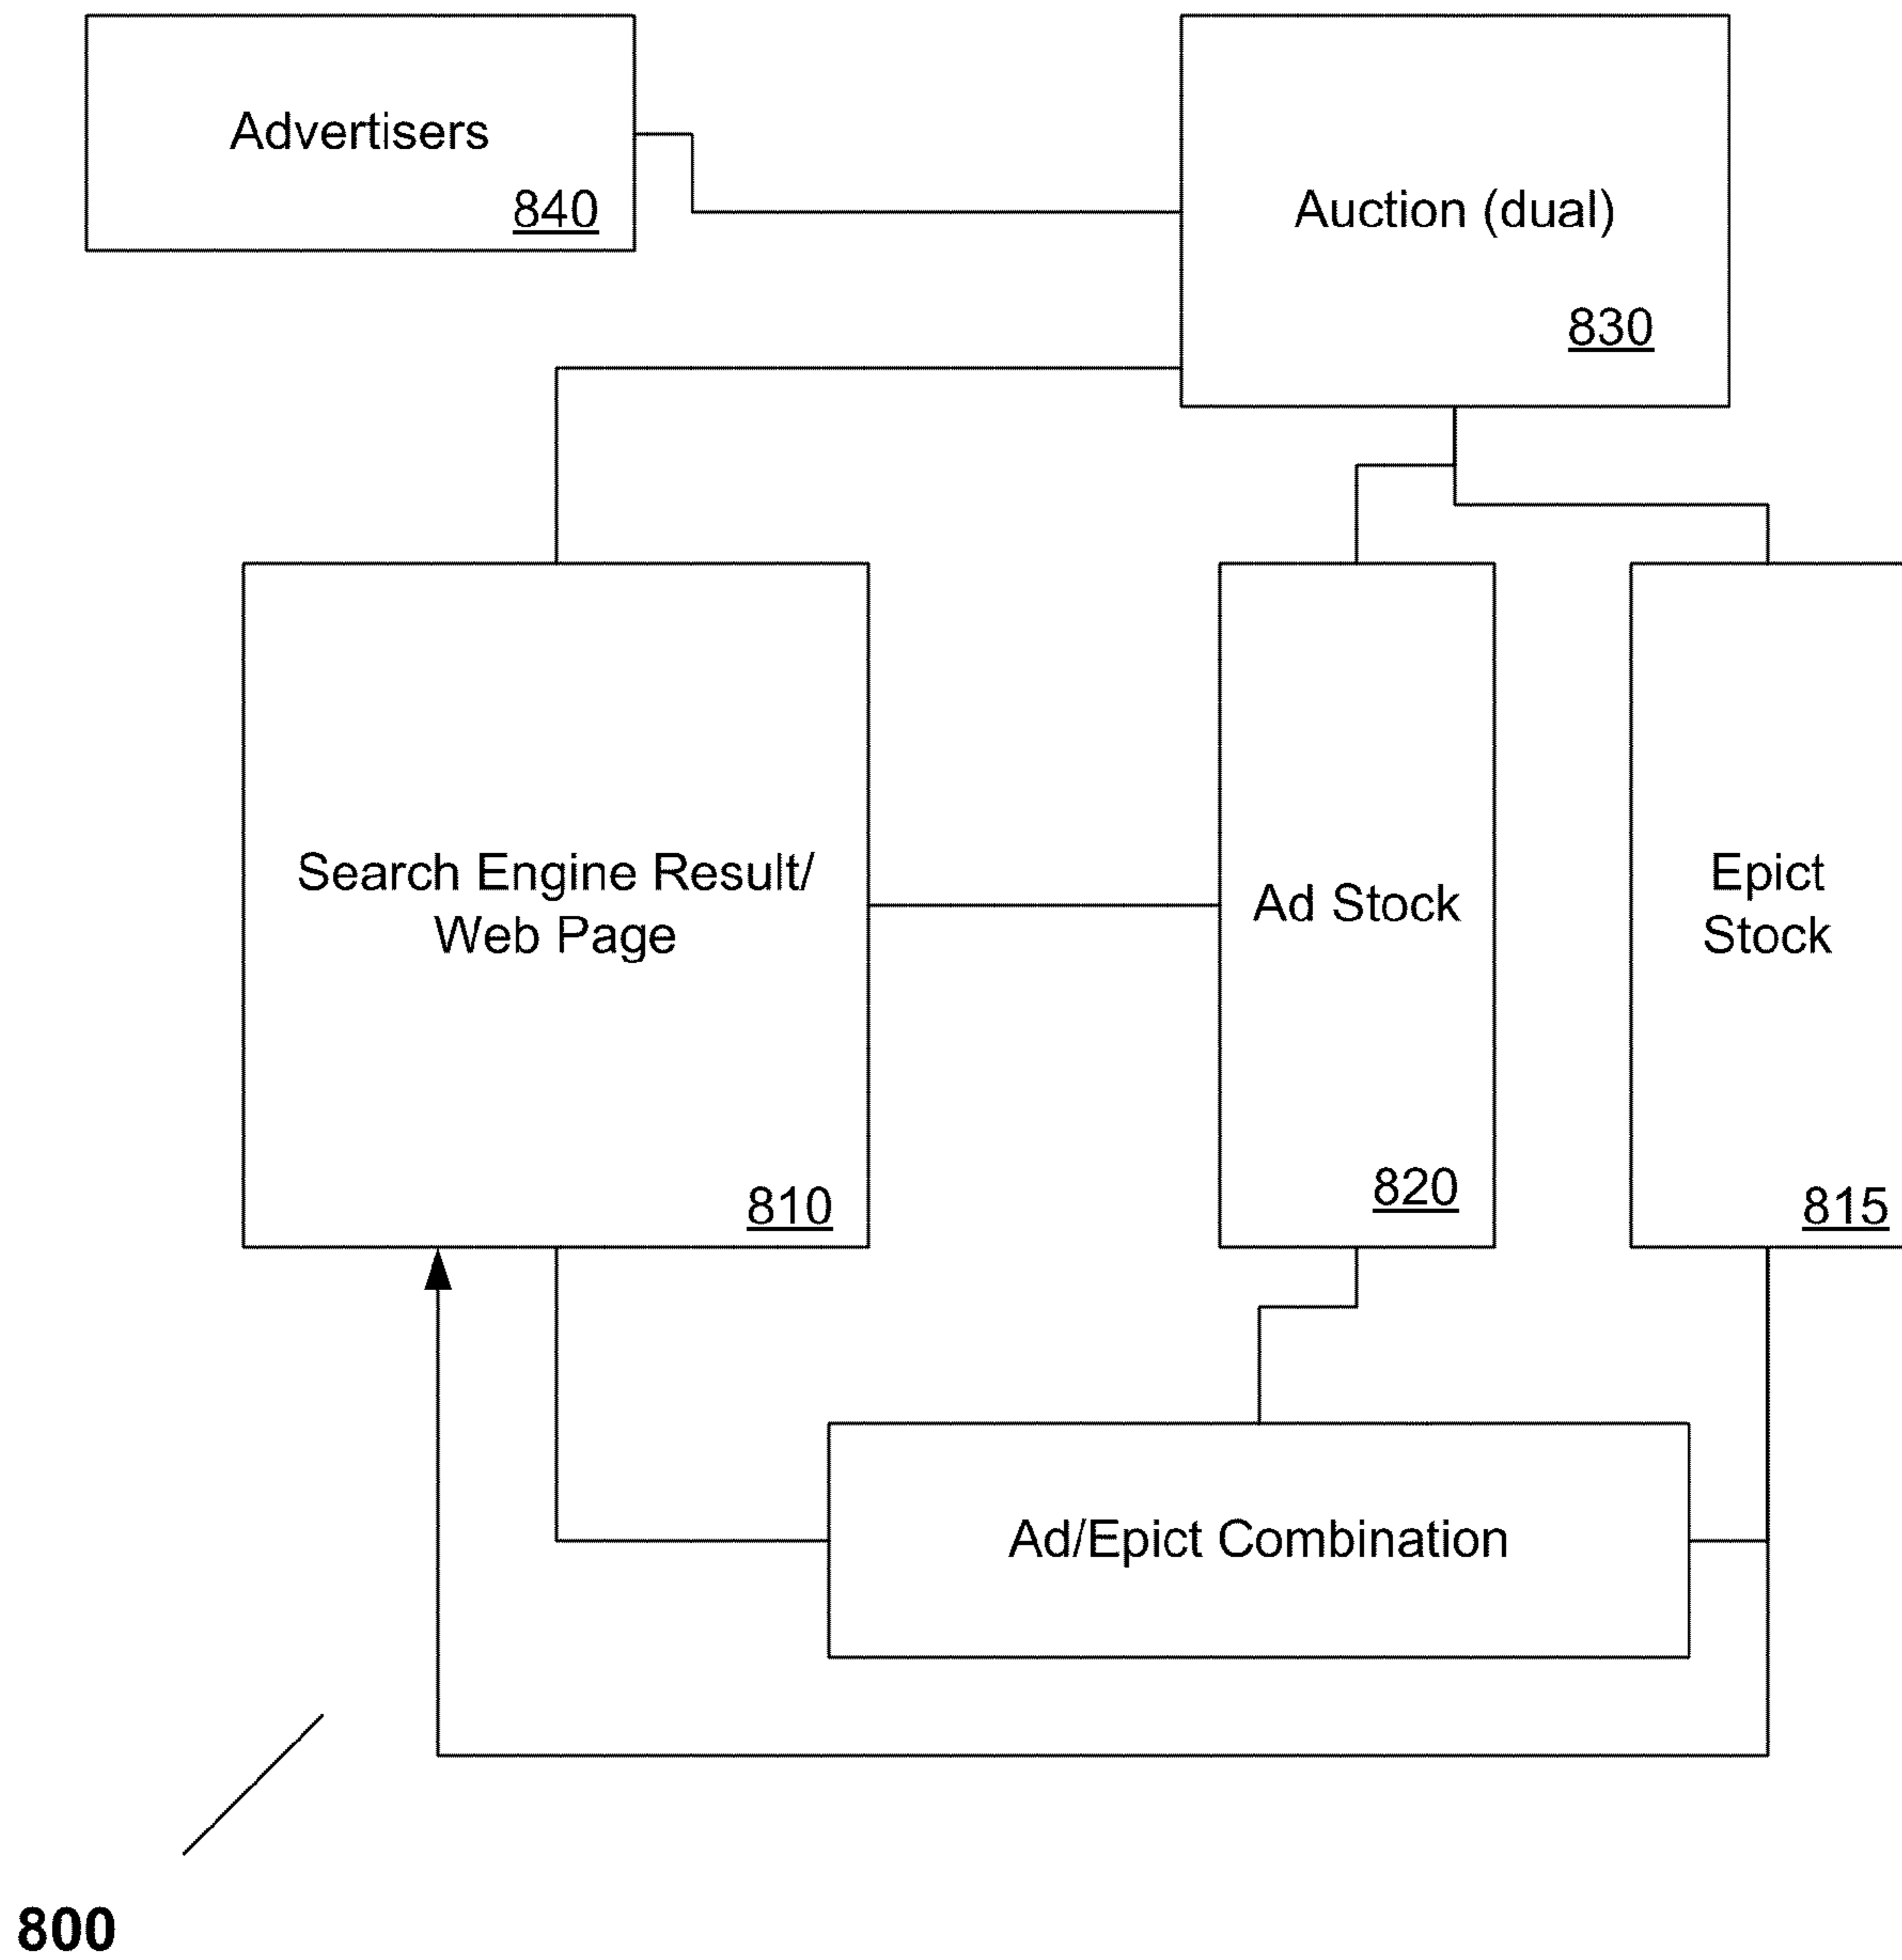 Advertisers
840
Auction (dual)
830
Search Engine Result/
Web Page
810
Ad Stock
820
Epict
Stock
815
Ad/Epict Combination
800